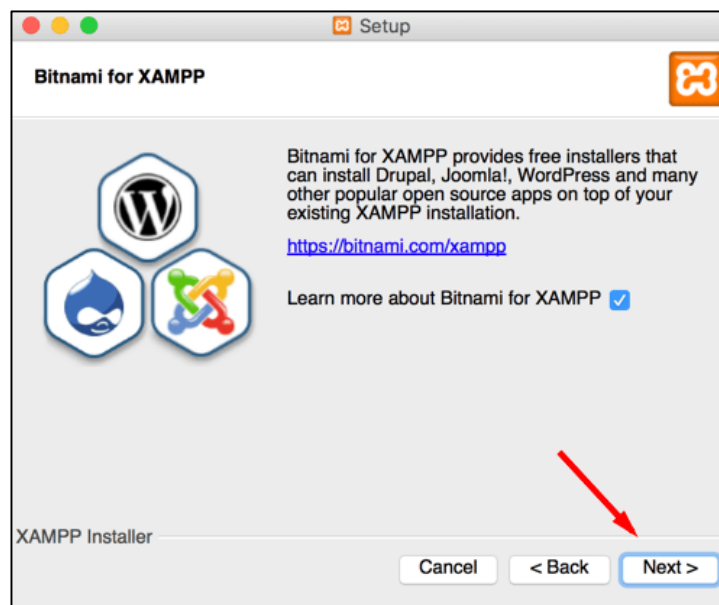 Setup
Bitnami for XAMPP
Bitnami for XAMPP provides free installers that
can install Drupal, Joomla!, WordPress and many
other popular open source apps on top of your
existing XAMPP installation.
https://bitnami.com/xampp
Learn more about Bitnami for XAMPP
XAMPP Installer
Cancel < Back Next >